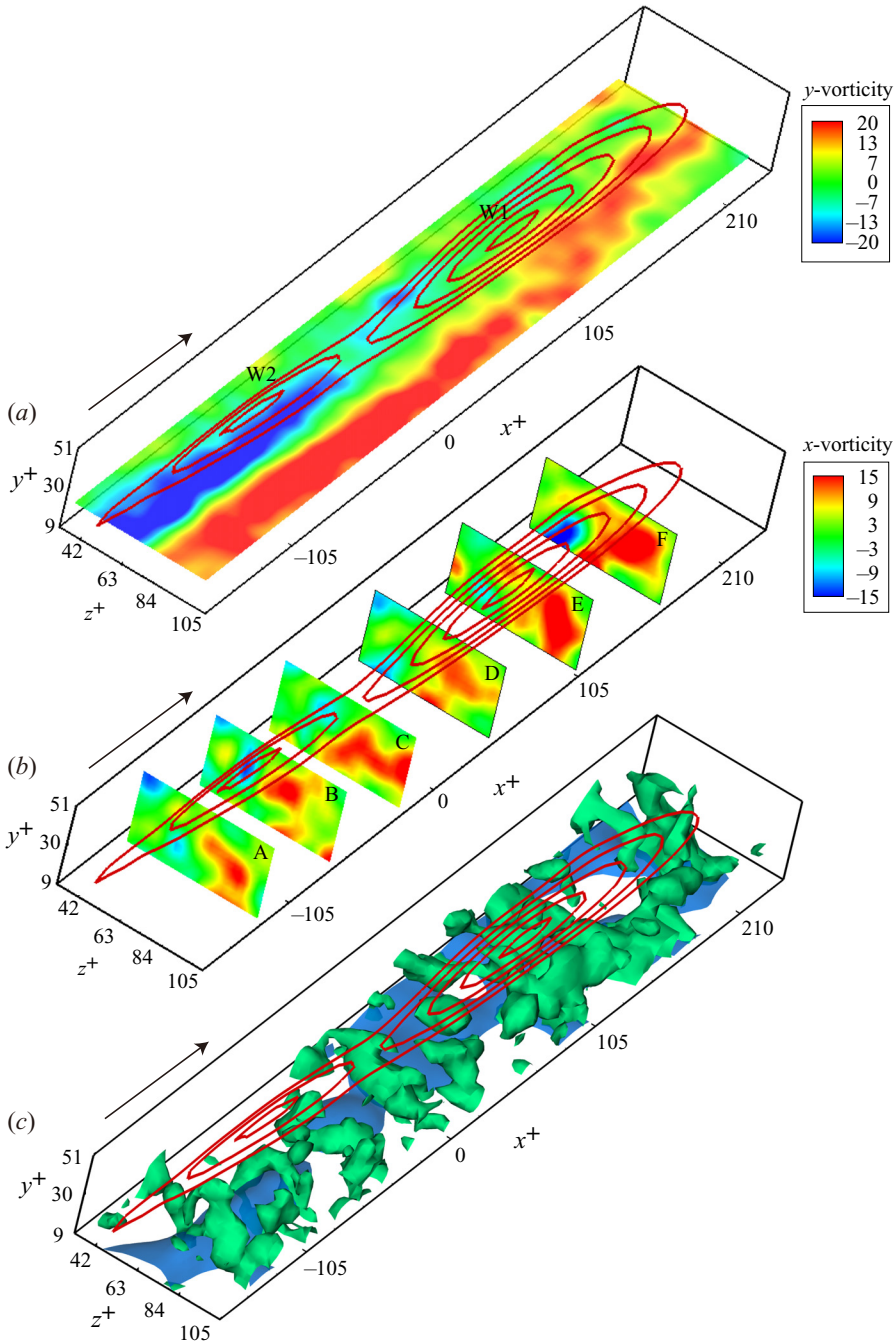 y-vorticity
20
13
7
0
–7
–13
–20
W1
W2
210
105
0
x+
–105
(a)
51
y+
30
9
42
63
84
105
z+
x-vorticity
15
9
3
–3
–9
–15
F
E
D
C
B
A
210
105
0
x+
–105
(b)
51
y+
30
9
42
63
84
105
z+
210
105
0
x+
–105
(c)
51
y+
30
9
42
63
84
105
z+